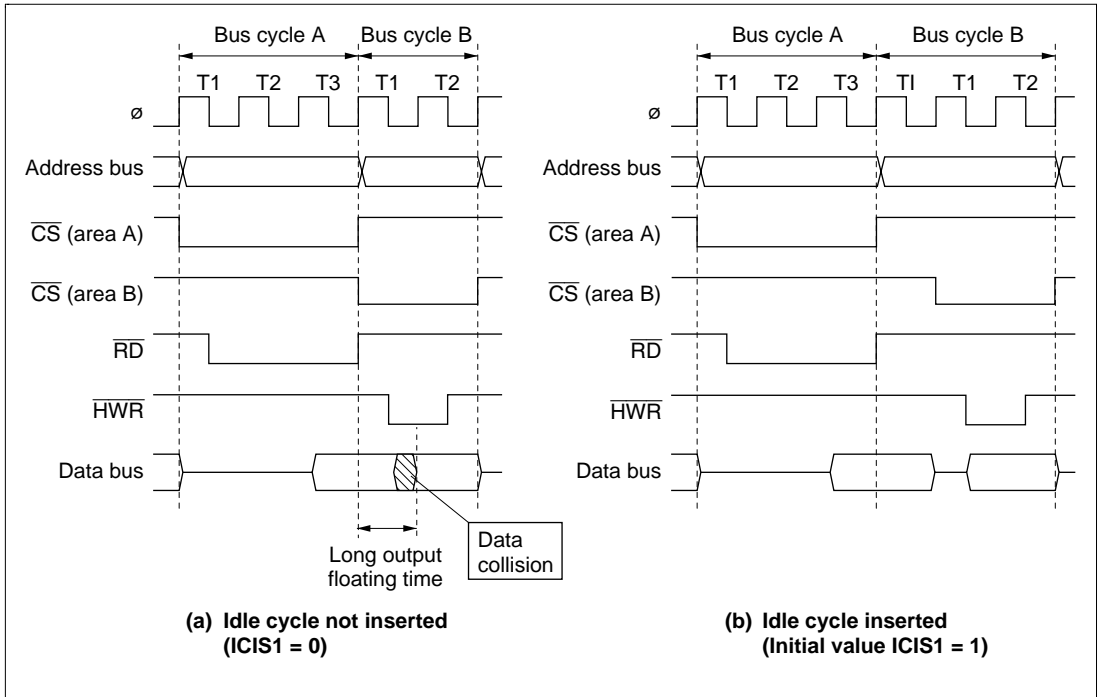 Bus cycle A Bus cycle B
T1 T2 T3 T1 T2
ø
Address bus
CS (area A)
CS (area B)
RD
HWR
Data bus
Long output
floating time
Data
collision
(a) Idle cycle not inserted
(ICIS1 = 0)
Bus cycle A Bus cycle B
T1 T2 T3 TI T1 T2
ø
Address bus
CS (area A)
CS (area B)
RD
HWR
Data bus
(b) Idle cycle inserted
(Initial value ICIS1 = 1)